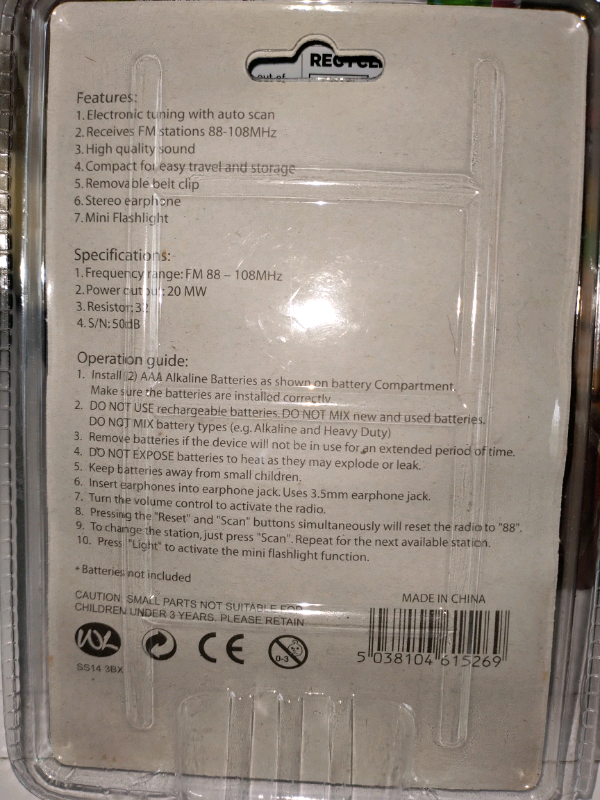 RECYCLE
out of
Features:
1. Electronic tuning with auto scan
2. Receives FM stations 88-108MHz
3. High quality sound
4. Compact for easy travel and storage
5. Removable belt clip
6. Stereo earphone
7. Mini Flashlight
Specifications:
1. Frequency range: FM 88 – 108MHz
2. Power output: 20 MW
3. Resistor: 32
4. S/N: 50dB
Operation guide:
1. Install (2) AAA Alkaline Batteries as shown on battery Compartment.
Make sure the batteries are installed correctly.
2. DO NOT USE rechargeable batteries. DO NOT MIX new and used batteries.
DO NOT MIX battery types (e.g. Alkaline and Heavy Duty)
3. Remove batteries if the device will not be in use for an extended period of time.
4. DO NOT EXPOSE batteries to heat as they may explode or leak.
5. Keep batteries away from small children.
6. Insert earphones into earphone jack. Uses 3.5mm earphone jack.
7. Turn the volume control to activate the radio.
8. Pressing the "Reset" and "Scan" buttons simultaneously will reset the radio to "88".
9. To change the station, just press "Scan". Repeat for the next available station.
10. Press "Light" to activate the mini flashlight function.
* Batteries not included
CAUTION: SMALL PARTS NOT SUITABLE FOR
CHILDREN UNDER 3 YEARS. PLEASE RETAIN
MADE IN CHINA
CE
0-3
5 038104 615269
SS14 3BX